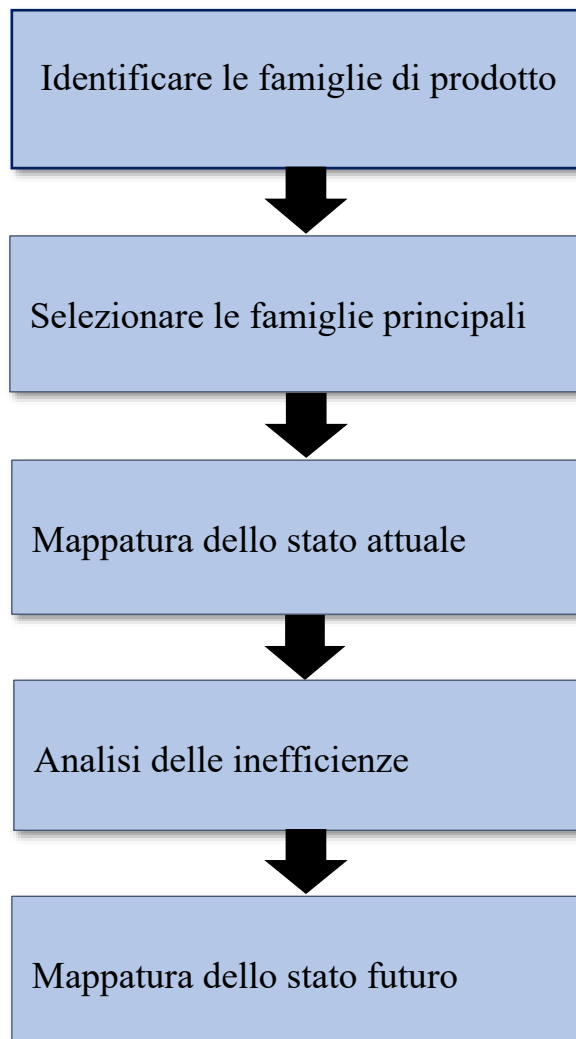 Identificare le famiglie di prodotto
Selezionare le famiglie principali
Mappatura dello stato attuale
Analisi delle inefficienze
Mappatura dello stato futuro